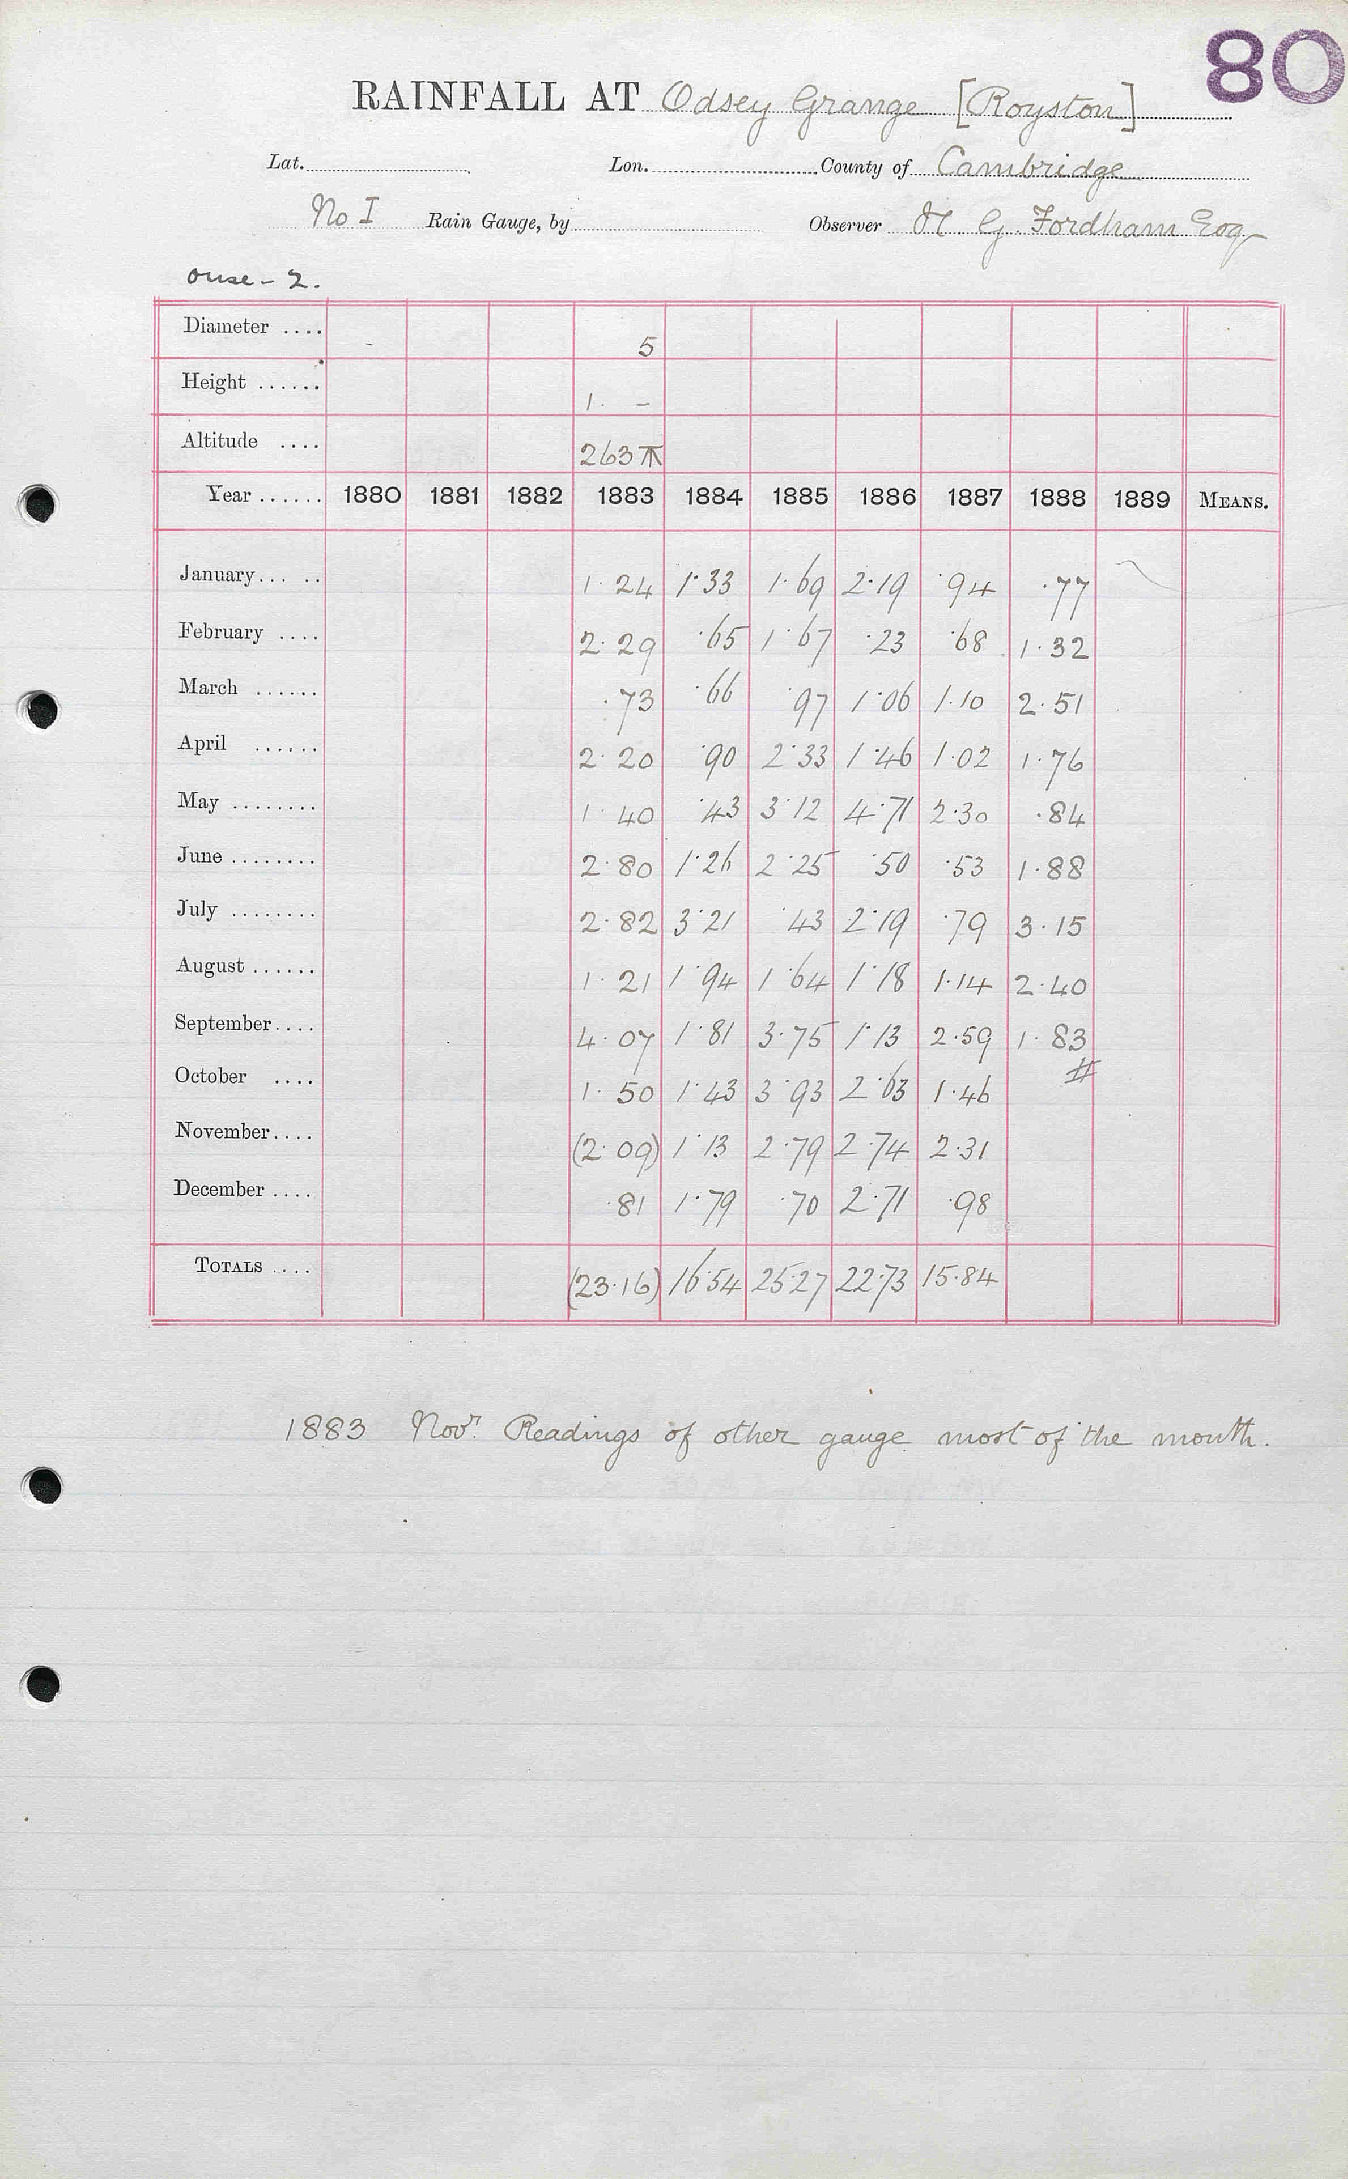 80
RAINFALL AT Odsey Grange [Royston]
Lat. Lon. County of Cambridge
No I Rain Gauge, by Observer H G. Fordham Esq
ouse - 2.
Diameter .... 5
Height ...... 1. -
Altitude .... 263
Year ...... 1880 1881 1882 1883 1884 1885 1886 1887 1888 1889 MEANS.
January... .. 1.24 1.33 1.69 2.19 .94 .77
February .... 2.29 .65 1.67 .23 .68 1.32
March ...... .73 .66 .97 1.06 1.10 2.51
April ...... 2.20 .90 2.33 1.46 1.02 1.76
May ........ 1.40 .43 3.12 4.71 2.30 .84
June ........ 2.80 1.26 2.25 .50 .53 1.88
July ........ 2.82 3.21 .43 2.19 .79 3.15
August ...... 1.21 1.94 1.64 1.18 1.14 2.40
September.... 4.07 1.81 3.75 1.13 2.59 1.83
October .... 1.50 1.43 3.93 2.63 1.46 #
November.... (2.09) 1.13 2.79 2.74 2.31
December .... .81 1.79 .70 2.71 .98
TOTALS .... (23.16) 16.54 25.27 22.73 15.84
1883 Novr. Readings of other gauge most of the month.